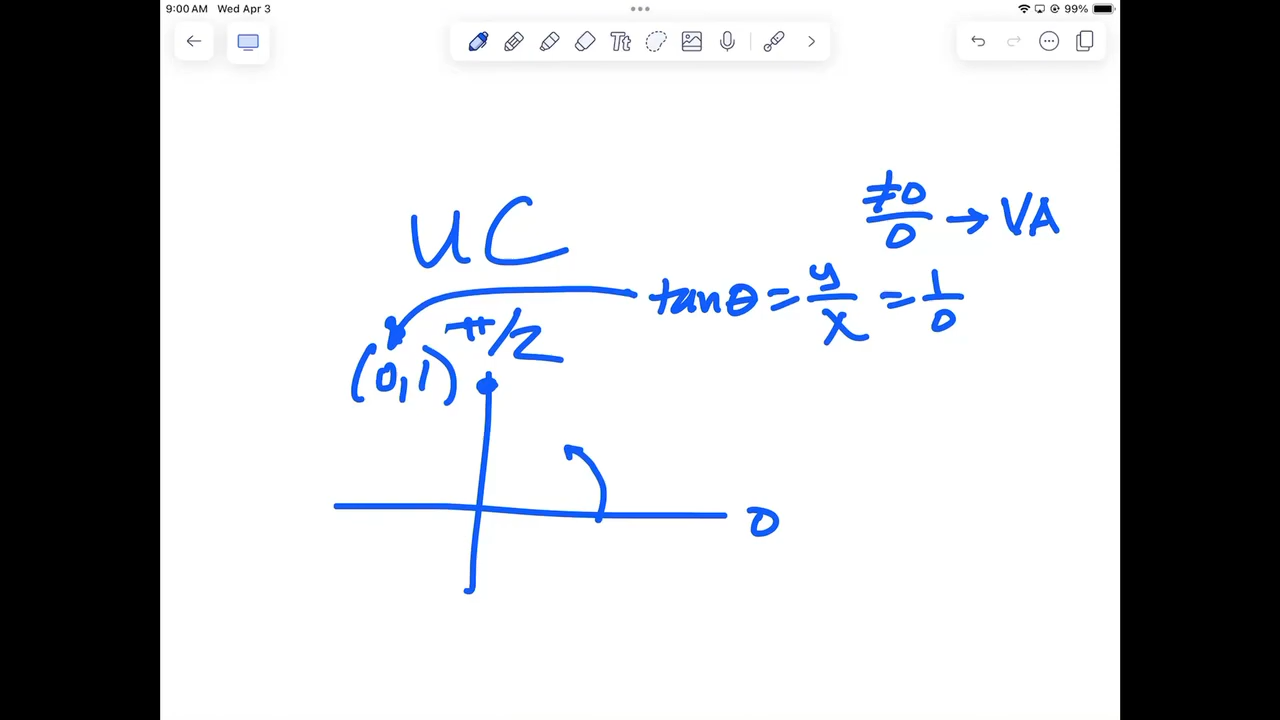 9:00 AM Wed Apr 3
99%
Tt
≠0/0 → VA
UC
tanθ = y/x = 1/0
π/2
(0,1)
0